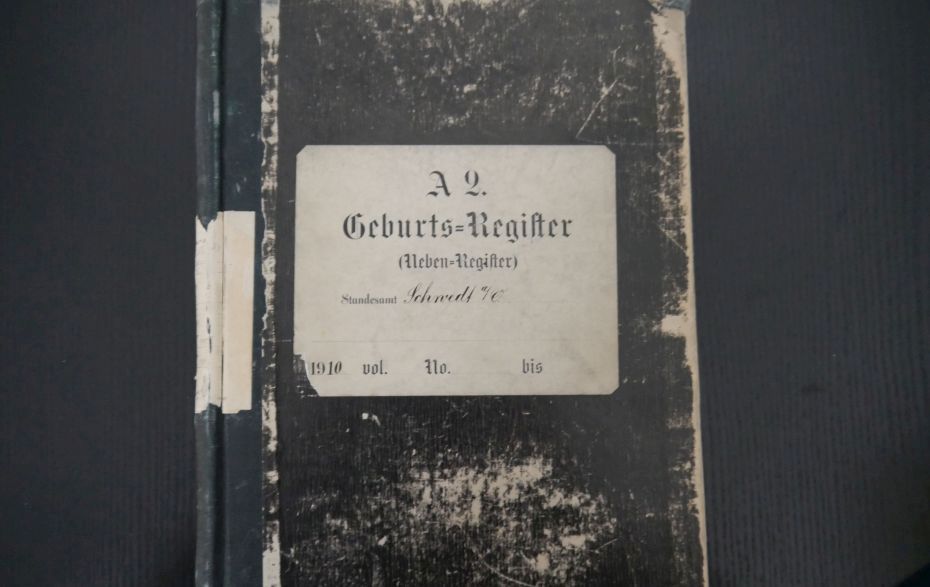 A 2.
Geburts=Register
(Neben=Register)
Standesamt Schwedt a/O
1910 vol. No. bis